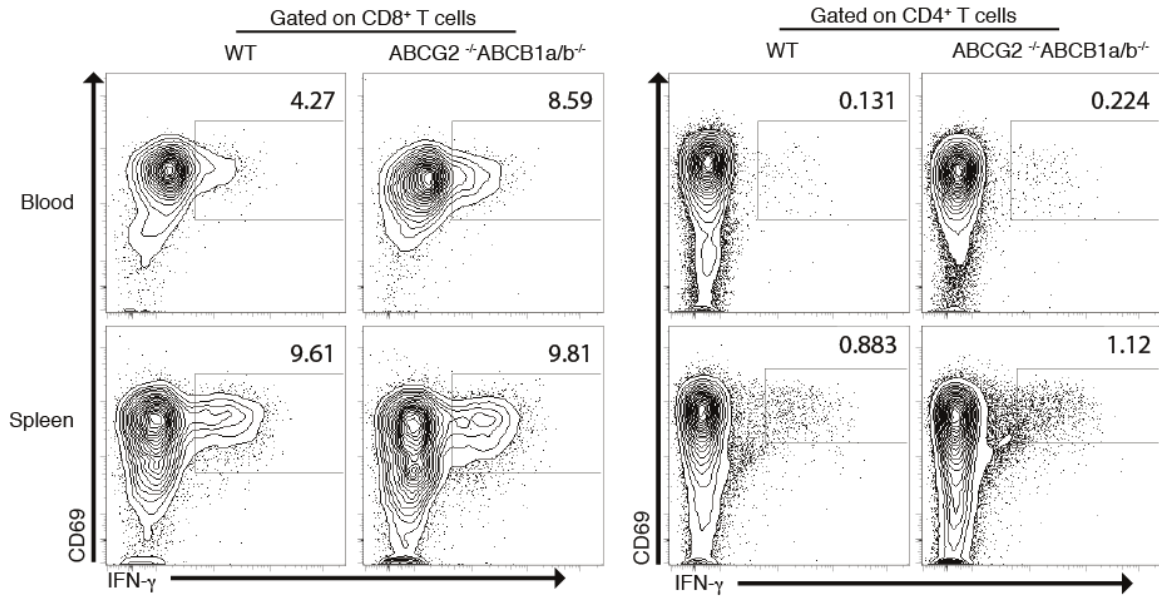 Gated on CD8⁺ T cells
Gated on CD4⁺ T cells
WT
ABCG2 ⁻/⁻ABCB1a/b⁻/⁻
WT
ABCG2 ⁻/⁻ABCB1a/b⁻/⁻
Blood
4.27
8.59
0.131
0.224
Spleen
9.61
9.81
0.883
1.12
CD69
CD69
IFN-γ
IFN-γ